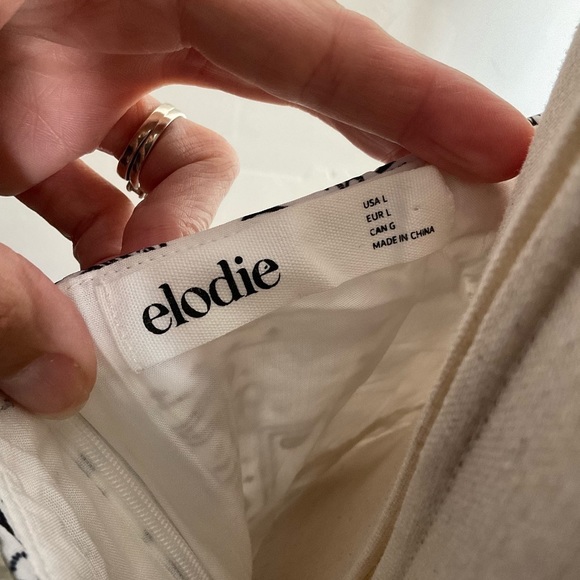 elodie
USA L
EUR L
CAN G
MADE IN CHINA